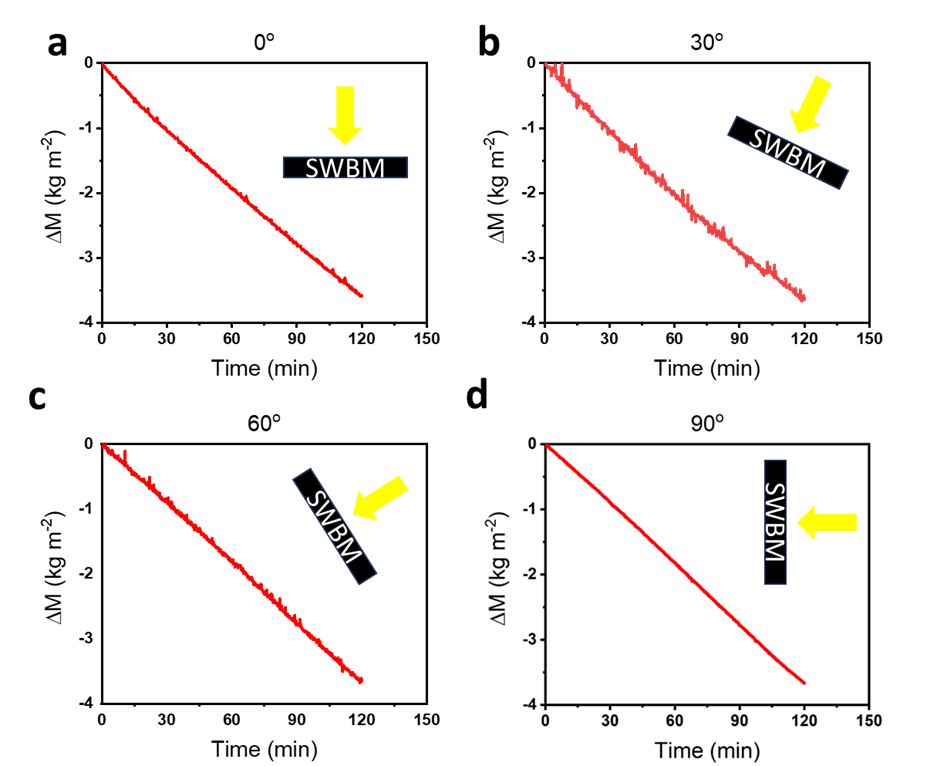 a
0°
0
-1
-2
-3
-4
ΔM (kg m⁻²)
SWBM
0 30 60 90 120 150
Time (min)
b
30°
0
-1
-2
-3
-4
ΔM (kg m⁻²)
SWBM
0 30 60 90 120 150
Time (min)
c
60°
0
-1
-2
-3
-4
ΔM (kg m⁻²)
SWBM
0 30 60 90 120 150
Time (min)
d
90°
0
-1
-2
-3
-4
ΔM (kg m⁻²)
SWBM
0 30 60 90 120 150
Time (min)